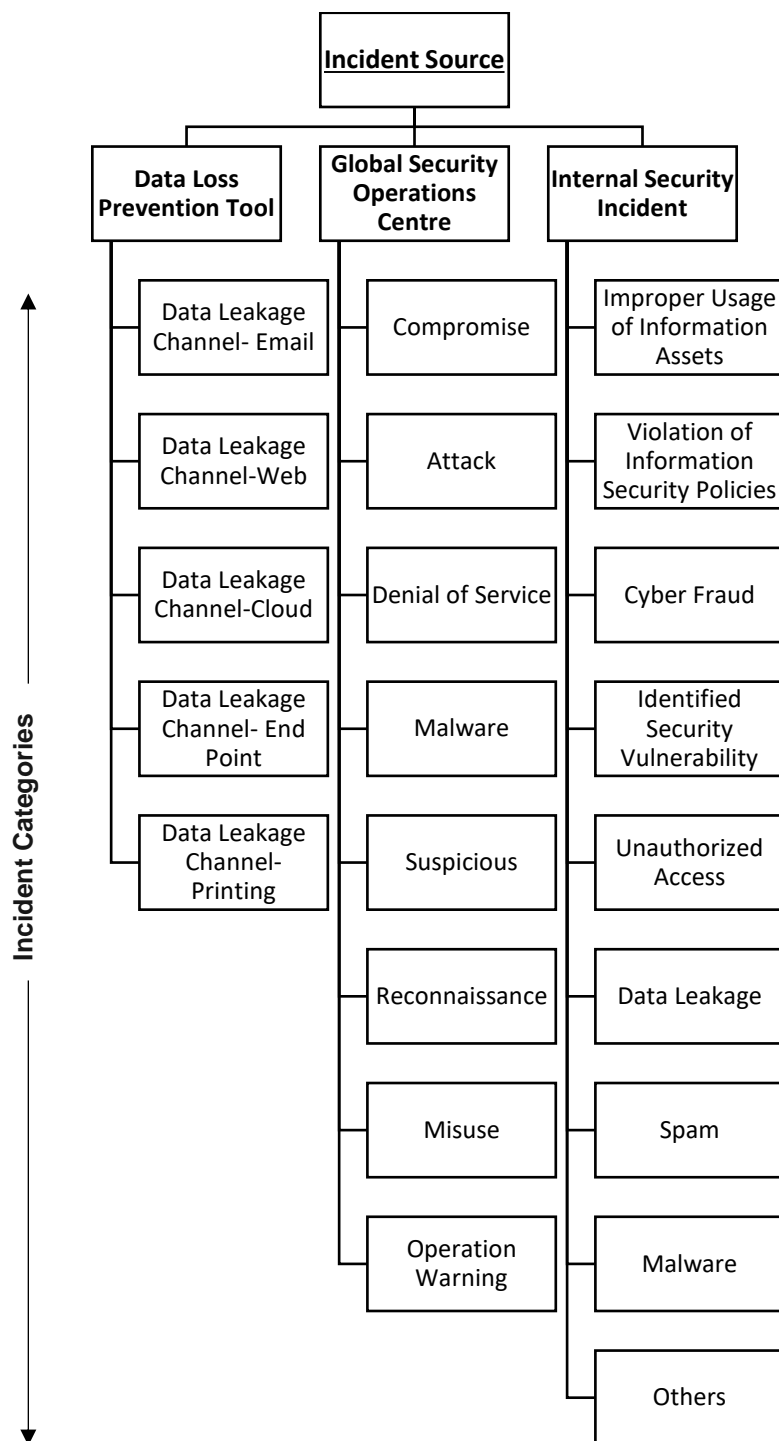 Incident Source
Data Loss
Prevention Tool
Global Security
Operations
Centre
Internal Security
Incident
Incident Categories
Data Leakage
Channel- Email
Data Leakage
Channel-Web
Data Leakage
Channel-Cloud
Data Leakage
Channel- End
Point
Data Leakage
Channel-
Printing
Compromise
Attack
Denial of Service
Malware
Suspicious
Reconnaissance
Misuse
Operation
Warning
Improper Usage
of Information
Assets
Violation of
Information
Security Policies
Cyber Fraud
Identified
Security
Vulnerability
Unauthorized
Access
Data Leakage
Spam
Malware
Others